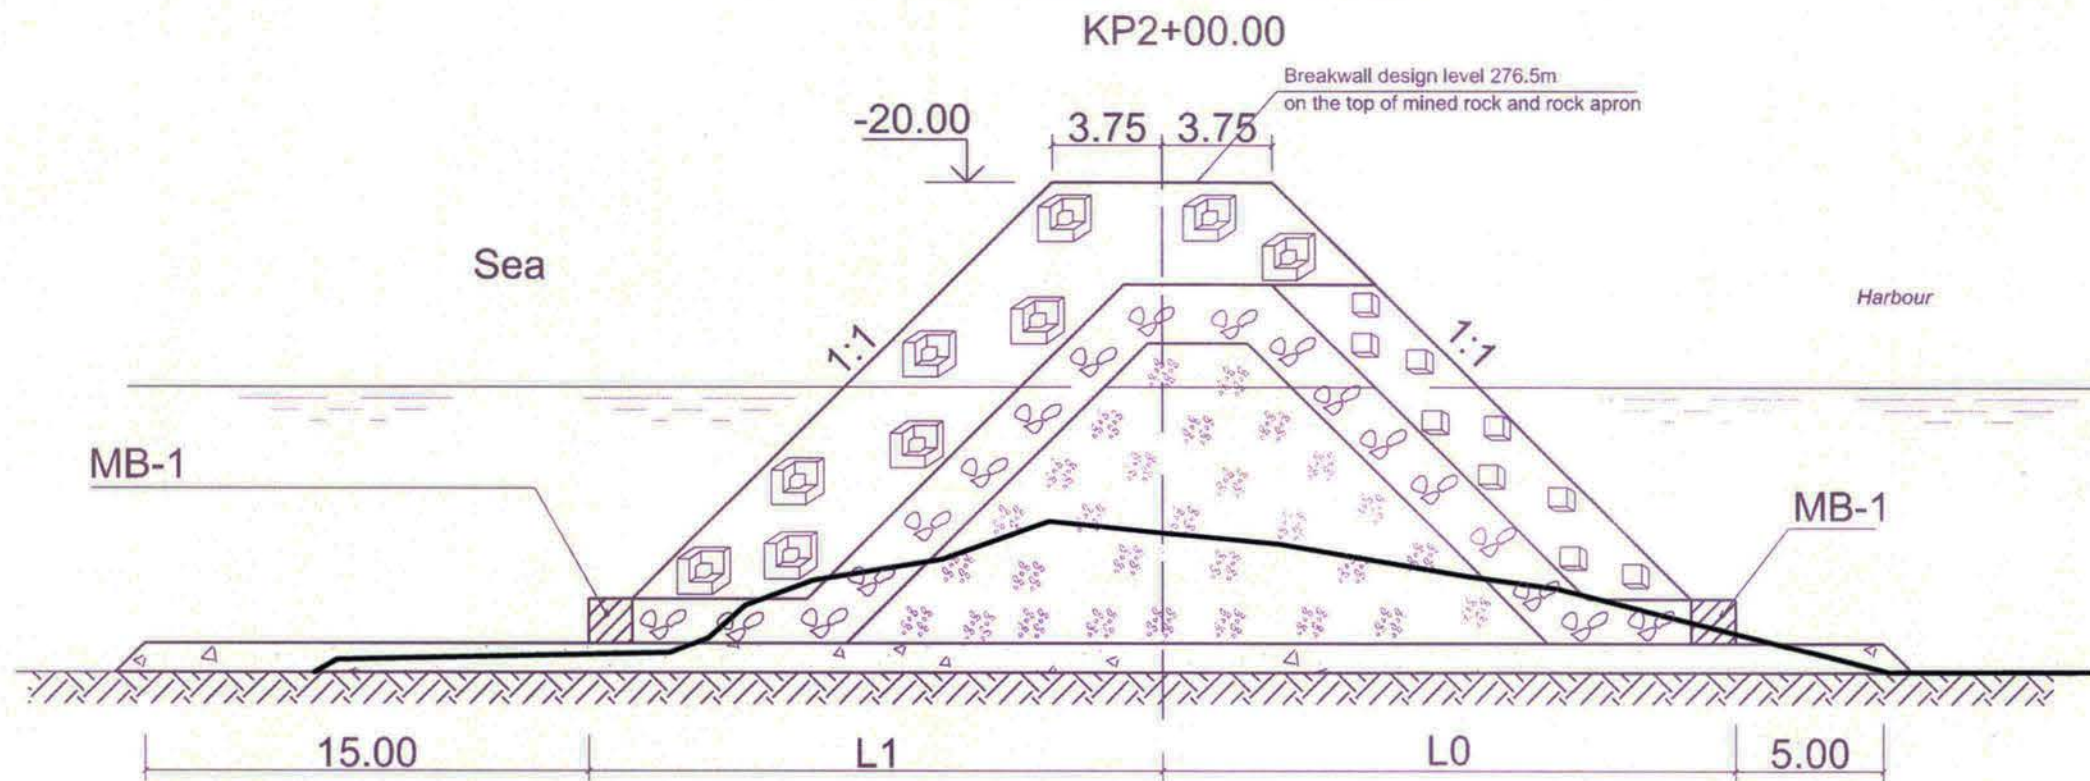 KP2+00.00
Breakwall design level 276.5m
on the top of mined rock and rock apron
-20.00
3.75
3.75
Sea
Harbour
1:1
1:1
MB-1
MB-1
15.00
L1
L0
5.00